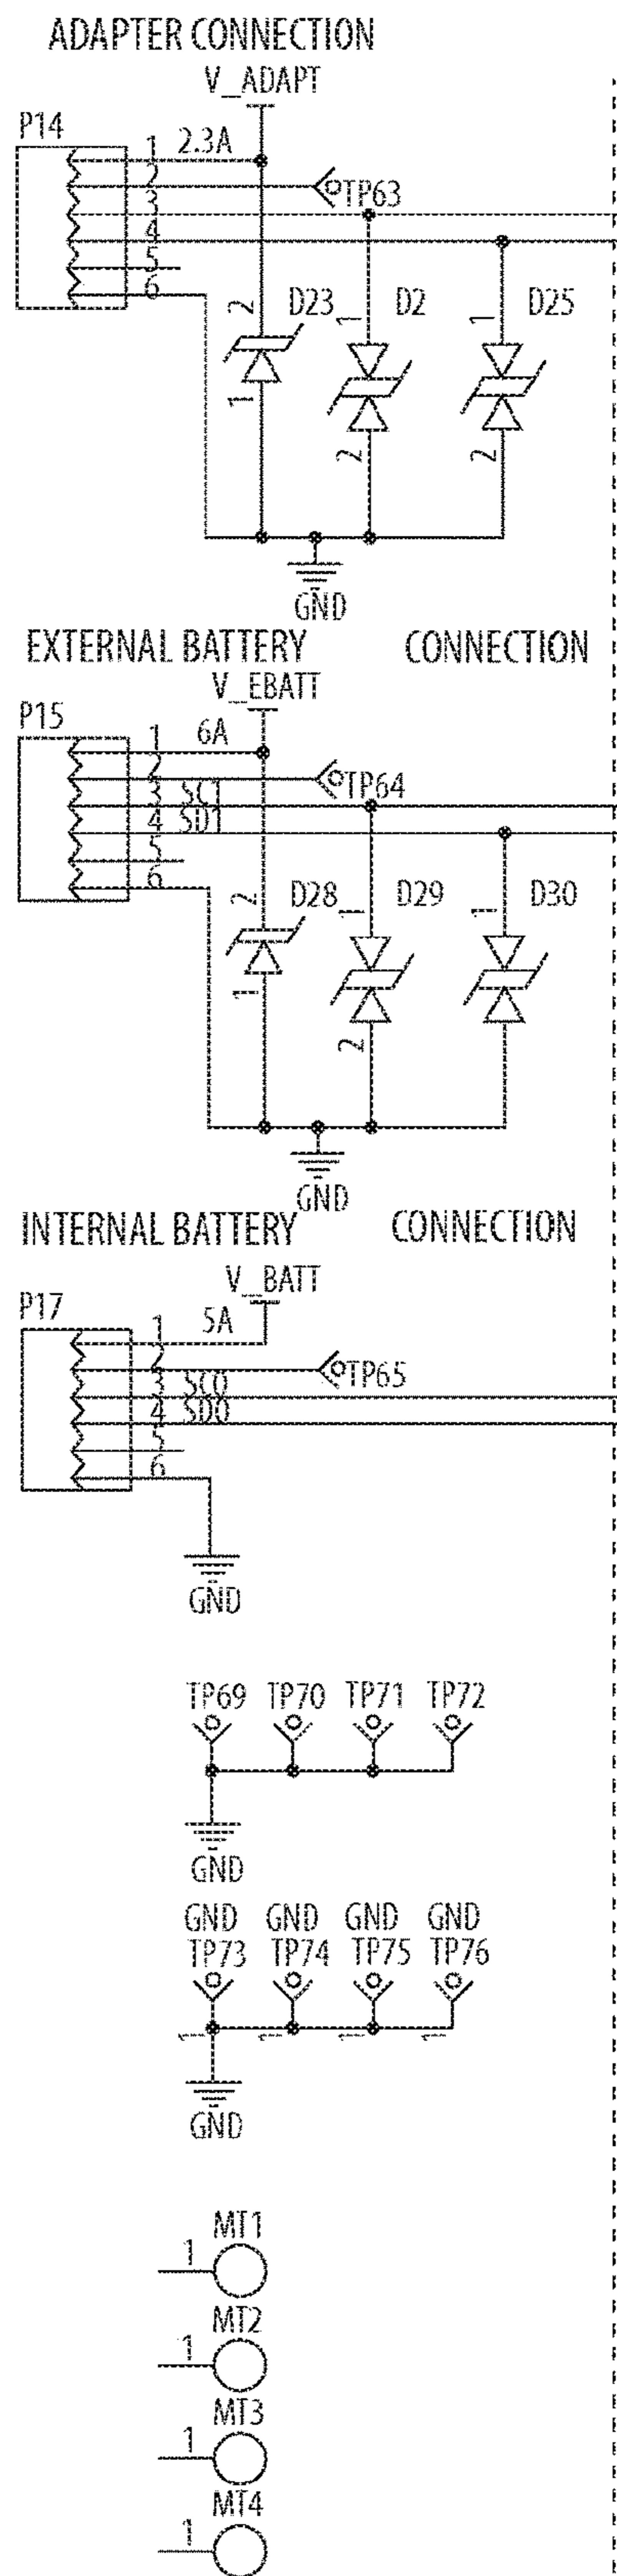 ADAPTER CONNECTION
V_ADAPT
P14
1 2.3A
2
TP63
3
4
5
6
2 D23 1 D2 1 D25
1 2 2
GND
EXTERNAL BATTERY CONNECTION
V_EBATT
P15
1 6A
2
TP64
3 SC1
4 SD1
5
6
2 D28 1 D29 1 D30
1 2
GND
INTERNAL BATTERY CONNECTION
V_BATT
P17
1 5A
2
TP65
3 SC0
4 SD0
5
6
GND
TP69 TP70 TP71 TP72
GND
GND GND GND GND
TP73 TP74 TP75 TP76
1 1 1 1
GND
MT1
1
MT2
1
MT3
1
MT4
1